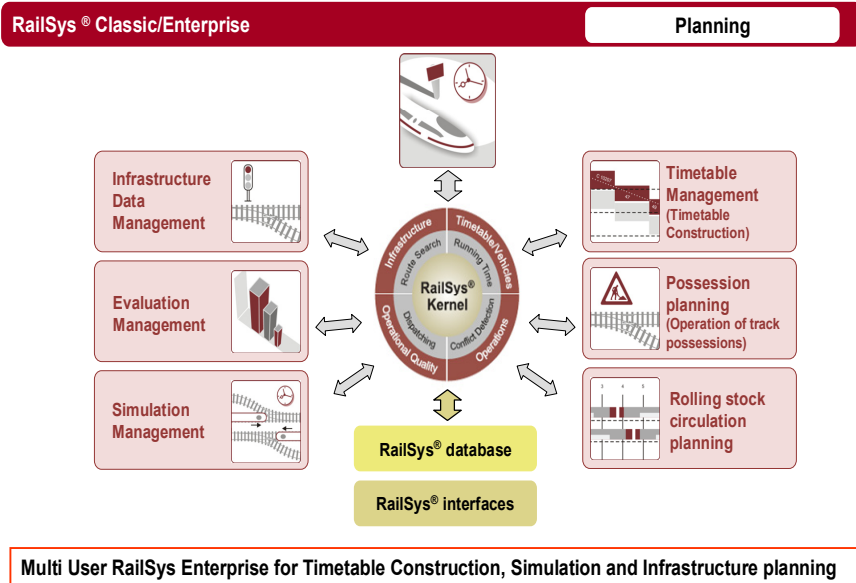 RailSys ® Classic/Enterprise
Planning
Infrastructure
Data
Management
Evaluation
Management
Simulation
Management
Infrastructure
Timetable/Vehicles
Route Search
Running Time
RailSys®
Kernel
Dispatching
Conflict Detection
Operational Quality
Operations
Timetable
Management
(Timetable
Construction)
Possession
planning
(Operation of track
possessions)
Rolling stock
circulation
planning
RailSys® database
RailSys® interfaces
Multi User RailSys Enterprise for Timetable Construction, Simulation and Infrastructure planning